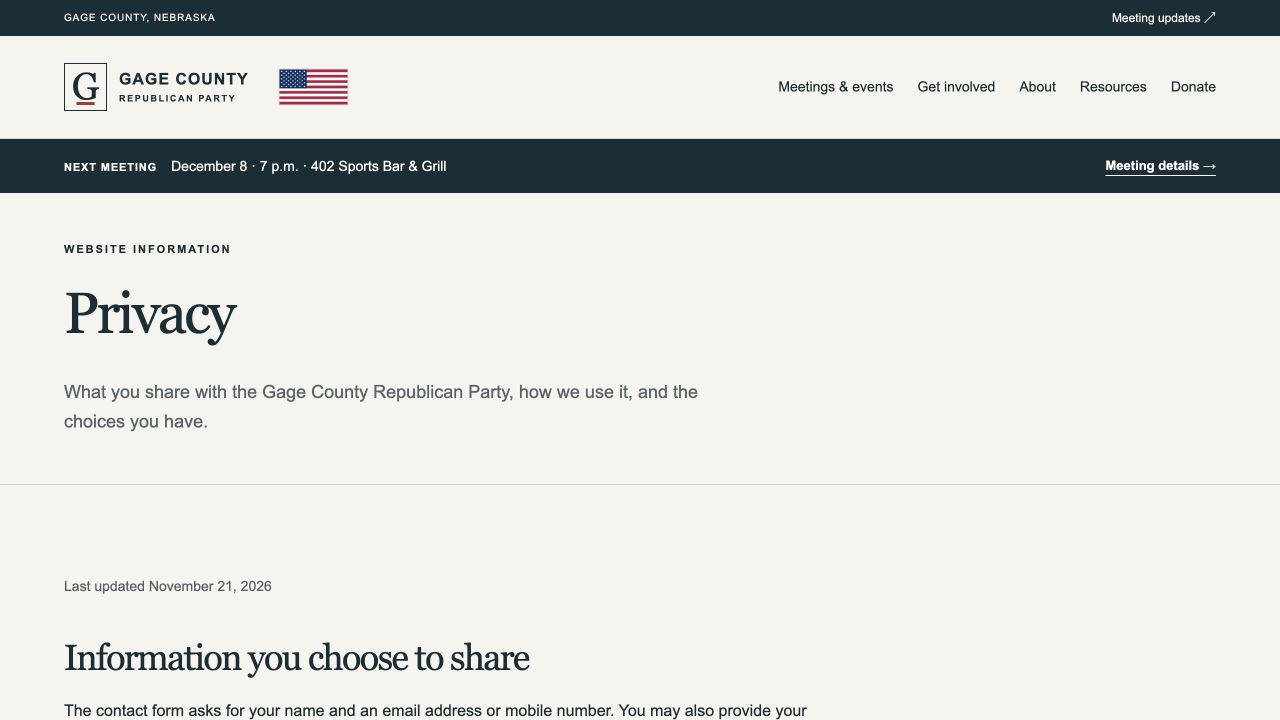 GAGE COUNTY, NEBRASKA
Meeting updates ↗
G
GAGE COUNTY
REPUBLICAN PARTY
Meetings & events
Get involved
About
Resources
Donate
NEXT MEETING December 8 · 7 p.m. · 402 Sports Bar & Grill
Meeting details →
WEBSITE INFORMATION
Privacy
What you share with the Gage County Republican Party, how we use it, and the
choices you have.
Last updated November 21, 2026
Information you choose to share
The contact form asks for your name and an email address or mobile number. You may also provide your